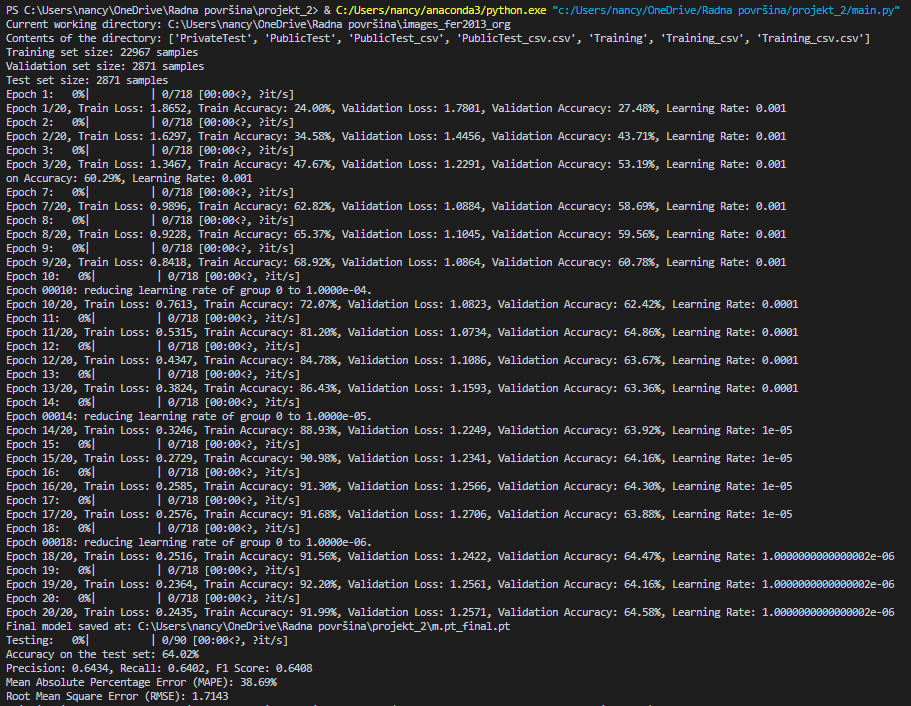 PS C:\Users\nancy\OneDrive\Radna površina\projekt_2> & C:/Users/nancy/anaconda3/python.exe "c:/Users/nancy/OneDrive/Radna površina/projekt_2/main.py"
Current working directory: C:\Users\nancy\OneDrive\Radna površina\images_fer2013_org
Contents of the directory: ['PrivateTest', 'PublicTest', 'PublicTest_csv', 'PublicTest_csv.csv', 'Training', 'Training_csv', 'Training_csv.csv']
Training set size: 22967 samples
Validation set size: 2871 samples
Test set size: 2871 samples
Epoch 1:   0%|          | 0/718 [00:00<?, ?it/s]
Epoch 1/20, Train Loss: 1.8652, Train Accuracy: 24.00%, Validation Loss: 1.7801, Validation Accuracy: 27.48%, Learning Rate: 0.001
Epoch 2:   0%|          | 0/718 [00:00<?, ?it/s]
Epoch 2/20, Train Loss: 1.6297, Train Accuracy: 34.58%, Validation Loss: 1.4456, Validation Accuracy: 43.71%, Learning Rate: 0.001
Epoch 3:   0%|          | 0/718 [00:00<?, ?it/s]
Epoch 3/20, Train Loss: 1.3467, Train Accuracy: 47.67%, Validation Loss: 1.2291, Validation Accuracy: 53.19%, Learning Rate: 0.001
on Accuracy: 60.29%, Learning Rate: 0.001
Epoch 7:   0%|          | 0/718 [00:00<?, ?it/s]
Epoch 7/20, Train Loss: 0.9896, Train Accuracy: 62.82%, Validation Loss: 1.0884, Validation Accuracy: 58.69%, Learning Rate: 0.001
Epoch 8:   0%|          | 0/718 [00:00<?, ?it/s]
Epoch 8/20, Train Loss: 0.9228, Train Accuracy: 65.37%, Validation Loss: 1.1045, Validation Accuracy: 59.56%, Learning Rate: 0.001
Epoch 9:   0%|          | 0/718 [00:00<?, ?it/s]
Epoch 9/20, Train Loss: 0.8418, Train Accuracy: 68.92%, Validation Loss: 1.0864, Validation Accuracy: 60.78%, Learning Rate: 0.001
Epoch 10:   0%|          | 0/718 [00:00<?, ?it/s]
Epoch 00010: reducing learning rate of group 0 to 1.0000e-04.
Epoch 10/20, Train Loss: 0.7613, Train Accuracy: 72.07%, Validation Loss: 1.0823, Validation Accuracy: 62.42%, Learning Rate: 0.0001
Epoch 11:   0%|          | 0/718 [00:00<?, ?it/s]
Epoch 11/20, Train Loss: 0.5315, Train Accuracy: 81.20%, Validation Loss: 1.0734, Validation Accuracy: 64.86%, Learning Rate: 0.0001
Epoch 12:   0%|          | 0/718 [00:00<?, ?it/s]
Epoch 12/20, Train Loss: 0.4347, Train Accuracy: 84.78%, Validation Loss: 1.1086, Validation Accuracy: 63.67%, Learning Rate: 0.0001
Epoch 13:   0%|          | 0/718 [00:00<?, ?it/s]
Epoch 13/20, Train Loss: 0.3824, Train Accuracy: 86.43%, Validation Loss: 1.1593, Validation Accuracy: 63.36%, Learning Rate: 0.0001
Epoch 14:   0%|          | 0/718 [00:00<?, ?it/s]
Epoch 00014: reducing learning rate of group 0 to 1.0000e-05.
Epoch 14/20, Train Loss: 0.3246, Train Accuracy: 88.93%, Validation Loss: 1.2249, Validation Accuracy: 63.92%, Learning Rate: 1e-05
Epoch 15:   0%|          | 0/718 [00:00<?, ?it/s]
Epoch 15/20, Train Loss: 0.2729, Train Accuracy: 90.98%, Validation Loss: 1.2341, Validation Accuracy: 64.16%, Learning Rate: 1e-05
Epoch 16:   0%|          | 0/718 [00:00<?, ?it/s]
Epoch 16/20, Train Loss: 0.2585, Train Accuracy: 91.30%, Validation Loss: 1.2566, Validation Accuracy: 64.30%, Learning Rate: 1e-05
Epoch 17:   0%|          | 0/718 [00:00<?, ?it/s]
Epoch 17/20, Train Loss: 0.2576, Train Accuracy: 91.68%, Validation Loss: 1.2706, Validation Accuracy: 63.88%, Learning Rate: 1e-05
Epoch 18:   0%|          | 0/718 [00:00<?, ?it/s]
Epoch 00018: reducing learning rate of group 0 to 1.0000e-06.
Epoch 18/20, Train Loss: 0.2516, Train Accuracy: 91.56%, Validation Loss: 1.2422, Validation Accuracy: 64.47%, Learning Rate: 1.0000000000000002e-06
Epoch 19:   0%|          | 0/718 [00:00<?, ?it/s]
Epoch 19/20, Train Loss: 0.2364, Train Accuracy: 92.20%, Validation Loss: 1.2561, Validation Accuracy: 64.16%, Learning Rate: 1.0000000000000002e-06
Epoch 20:   0%|          | 0/718 [00:00<?, ?it/s]
Epoch 20/20, Train Loss: 0.2435, Train Accuracy: 91.99%, Validation Loss: 1.2571, Validation Accuracy: 64.58%, Learning Rate: 1.0000000000000002e-06
Final model saved at: C:\Users\nancy\OneDrive\Radna površina\projekt_2\m.pt_final.pt
Testing:   0%|          | 0/90 [00:00<?, ?it/s]
Accuracy on the test set: 64.02%
Precision: 0.6434, Recall: 0.6402, F1 Score: 0.6408
Mean Absolute Percentage Error (MAPE): 38.69%
Root Mean Square Error (RMSE): 1.7143